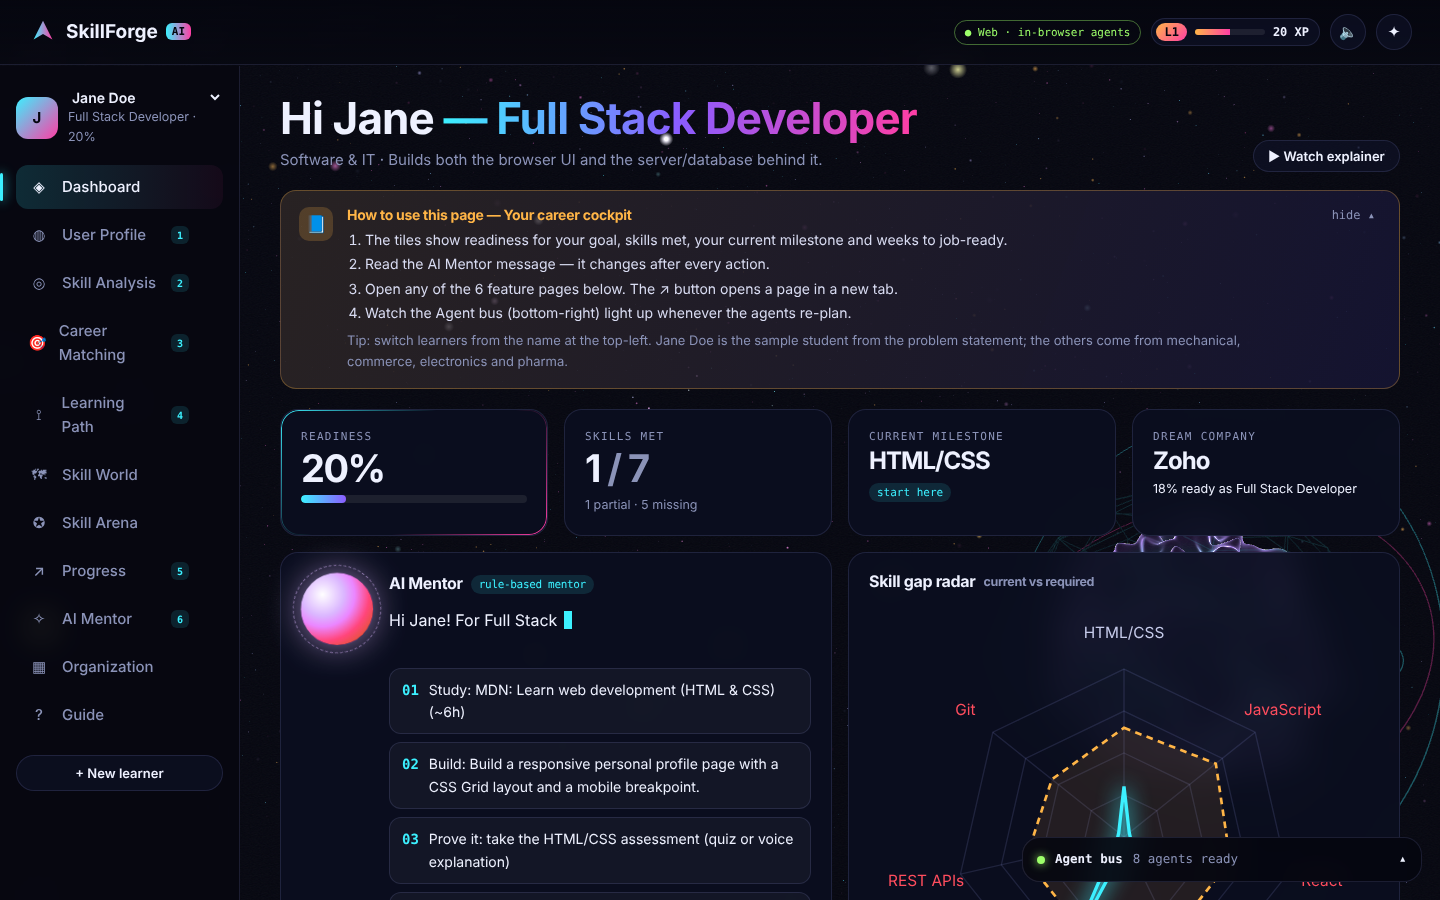 SkillForge AI
Web · in-browser agents
L1 20 XP
J
Jane Doe
Full Stack Developer ·
20%
Dashboard
User Profile 1
Skill Analysis 2
Career
Matching 3
Learning
Path 4
Skill World
Skill Arena
Progress 5
AI Mentor 6
Organization
? Guide
+ New learner
Hi Jane — Full Stack Developer
Software & IT · Builds both the browser UI and the server/database behind it.
▶ Watch explainer
How to use this page — Your career cockpit
hide ▴
1. The tiles show readiness for your goal, skills met, your current milestone and weeks to job-ready.
2. Read the AI Mentor message — it changes after every action.
3. Open any of the 6 feature pages below. The ↗ button opens a page in a new tab.
4. Watch the Agent bus (bottom-right) light up whenever the agents re-plan.
Tip: switch learners from the name at the top-left. Jane Doe is the sample student from the problem statement; the others come from mechanical,
commerce, electronics and pharma.
READINESS
20%
SKILLS MET
1 / 7
1 partial · 5 missing
CURRENT MILESTONE
HTML/CSS
start here
DREAM COMPANY
Zoho
18% ready as Full Stack Developer
AI Mentor rule-based mentor
Hi Jane! For Full Stack
01 Study: MDN: Learn web development (HTML & CSS)
(~6h)
02 Build: Build a responsive personal profile page with a
CSS Grid layout and a mobile breakpoint.
03 Prove it: take the HTML/CSS assessment (quiz or voice
explanation)
Skill gap radar current vs required
HTML/CSS
Git
JavaScript
REST APIs
React
Agent bus 8 agents ready ▴